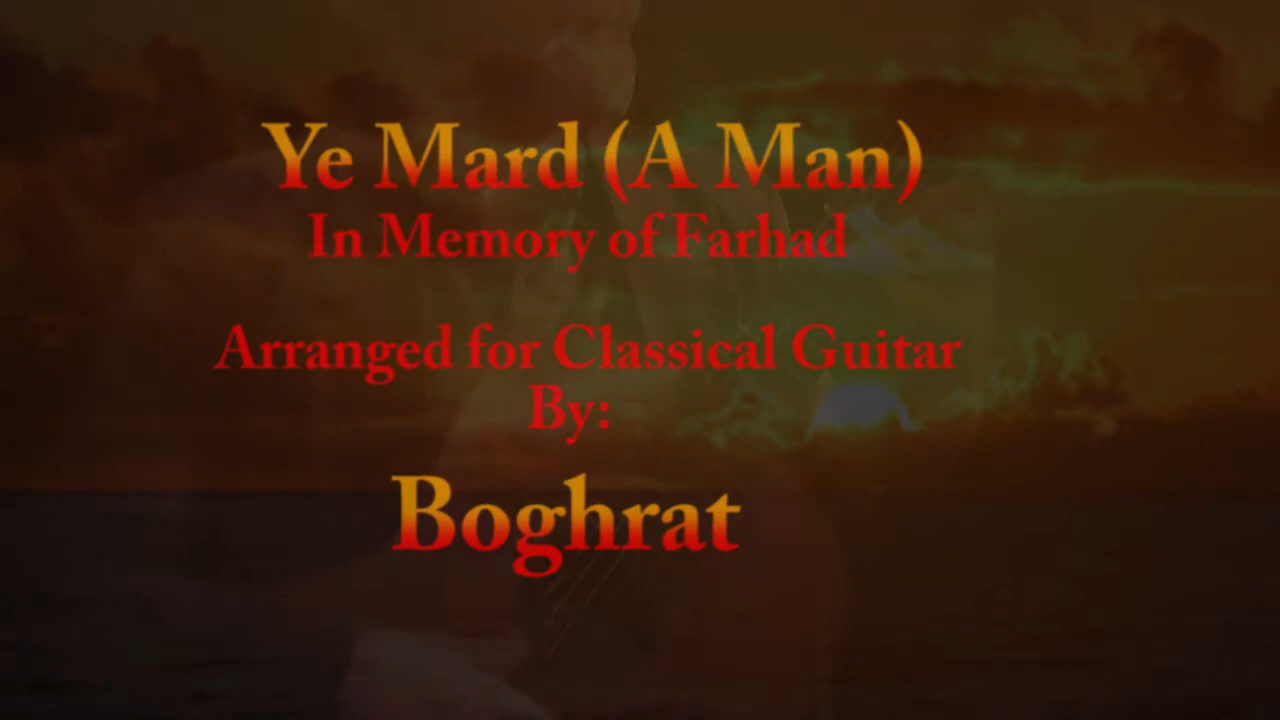 Ye Mard (A Man)
In Memory of Farhad
Arranged for Classical Guitar
By:
Boghrat